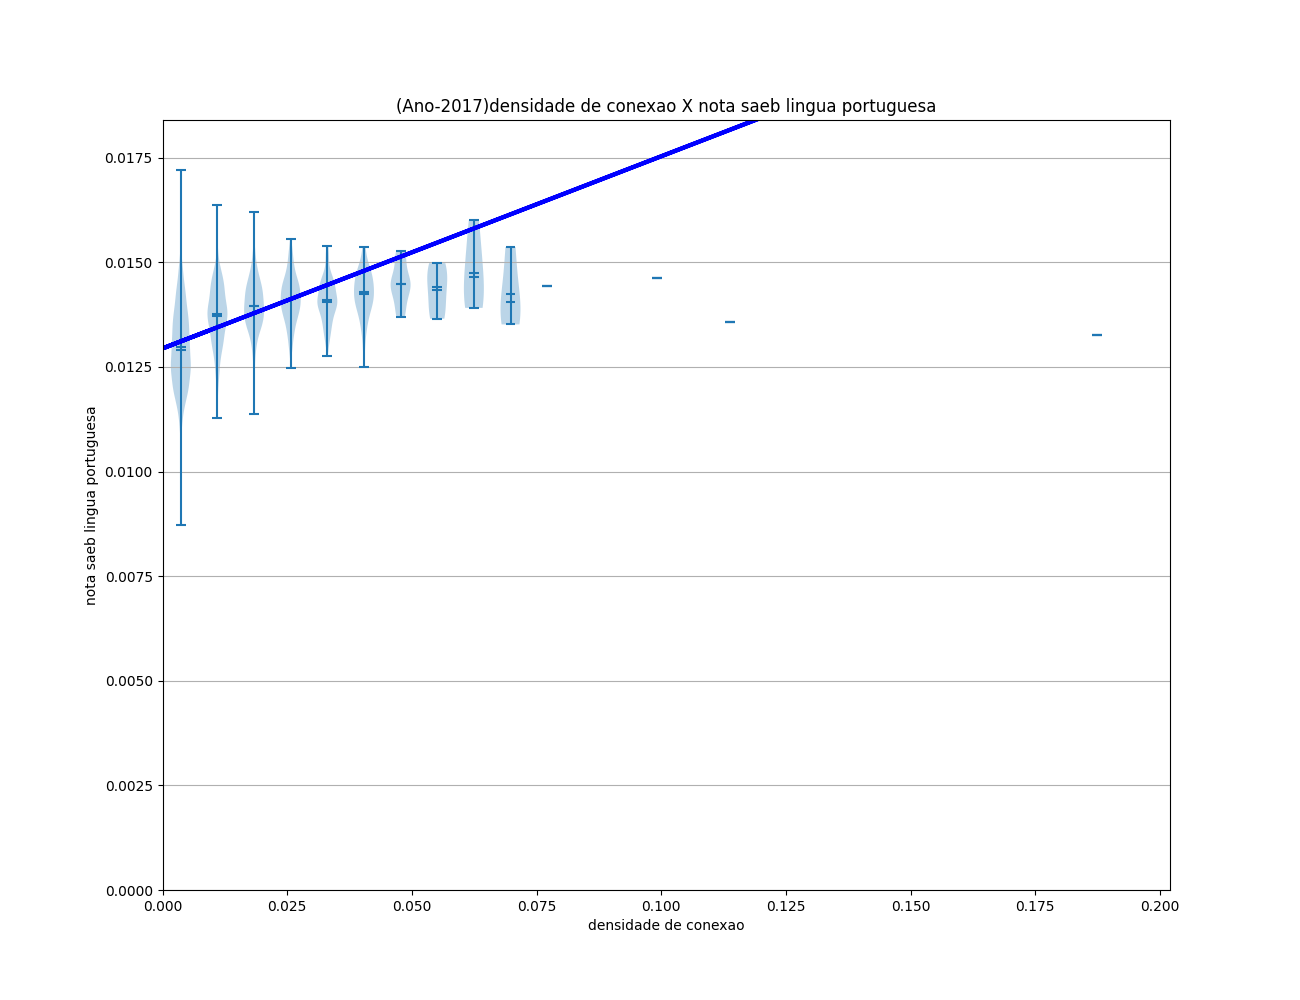 (Ano-2017)densidade de conexao X nota saeb lingua portuguesa
nota saeb lingua portuguesa
0.0175
0.0150
0.0125
0.0100
0.0075
0.0050
0.0025
0.0000
0.000 0.025 0.050 0.075 0.100 0.125 0.150 0.175 0.200
densidade de conexao